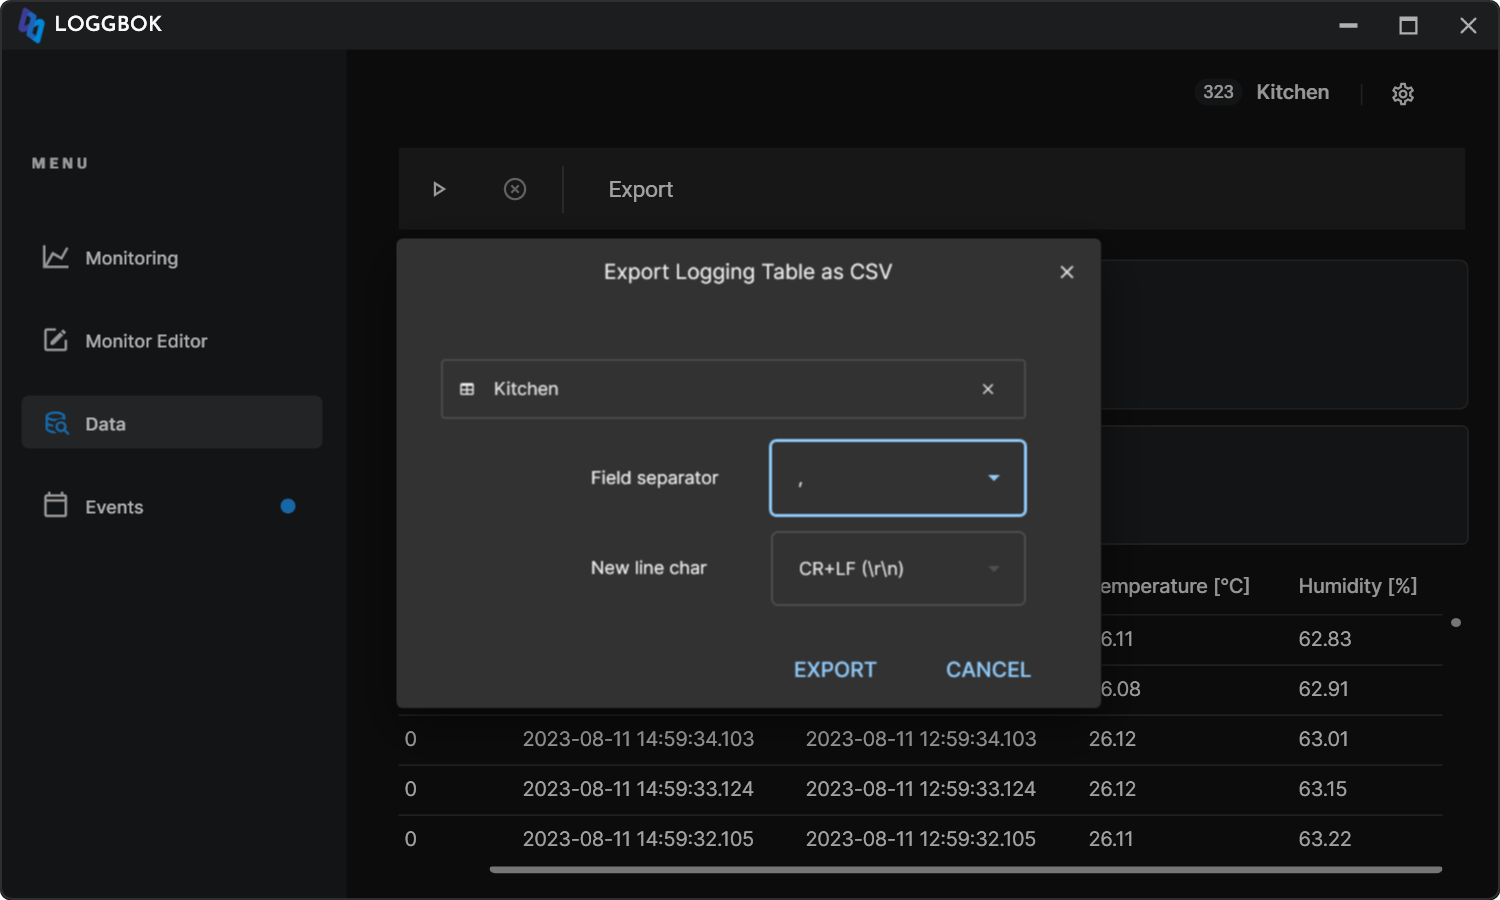 LOGGBOK
323 Kitchen
MENU
Export
Monitoring
Export Logging Table as CSV
Monitor Editor
Kitchen
Data
Field separator ,
Events
New line char CR+LF (\r\n)
emperature [°C] Humidity [%]
6.11 62.83
EXPORT CANCEL
6.08 62.91
0 2023-08-11 14:59:34.103 2023-08-11 12:59:34.103 26.12 63.01
0 2023-08-11 14:59:33.124 2023-08-11 12:59:33.124 26.12 63.15
0 2023-08-11 14:59:32.105 2023-08-11 12:59:32.105 26.11 63.22